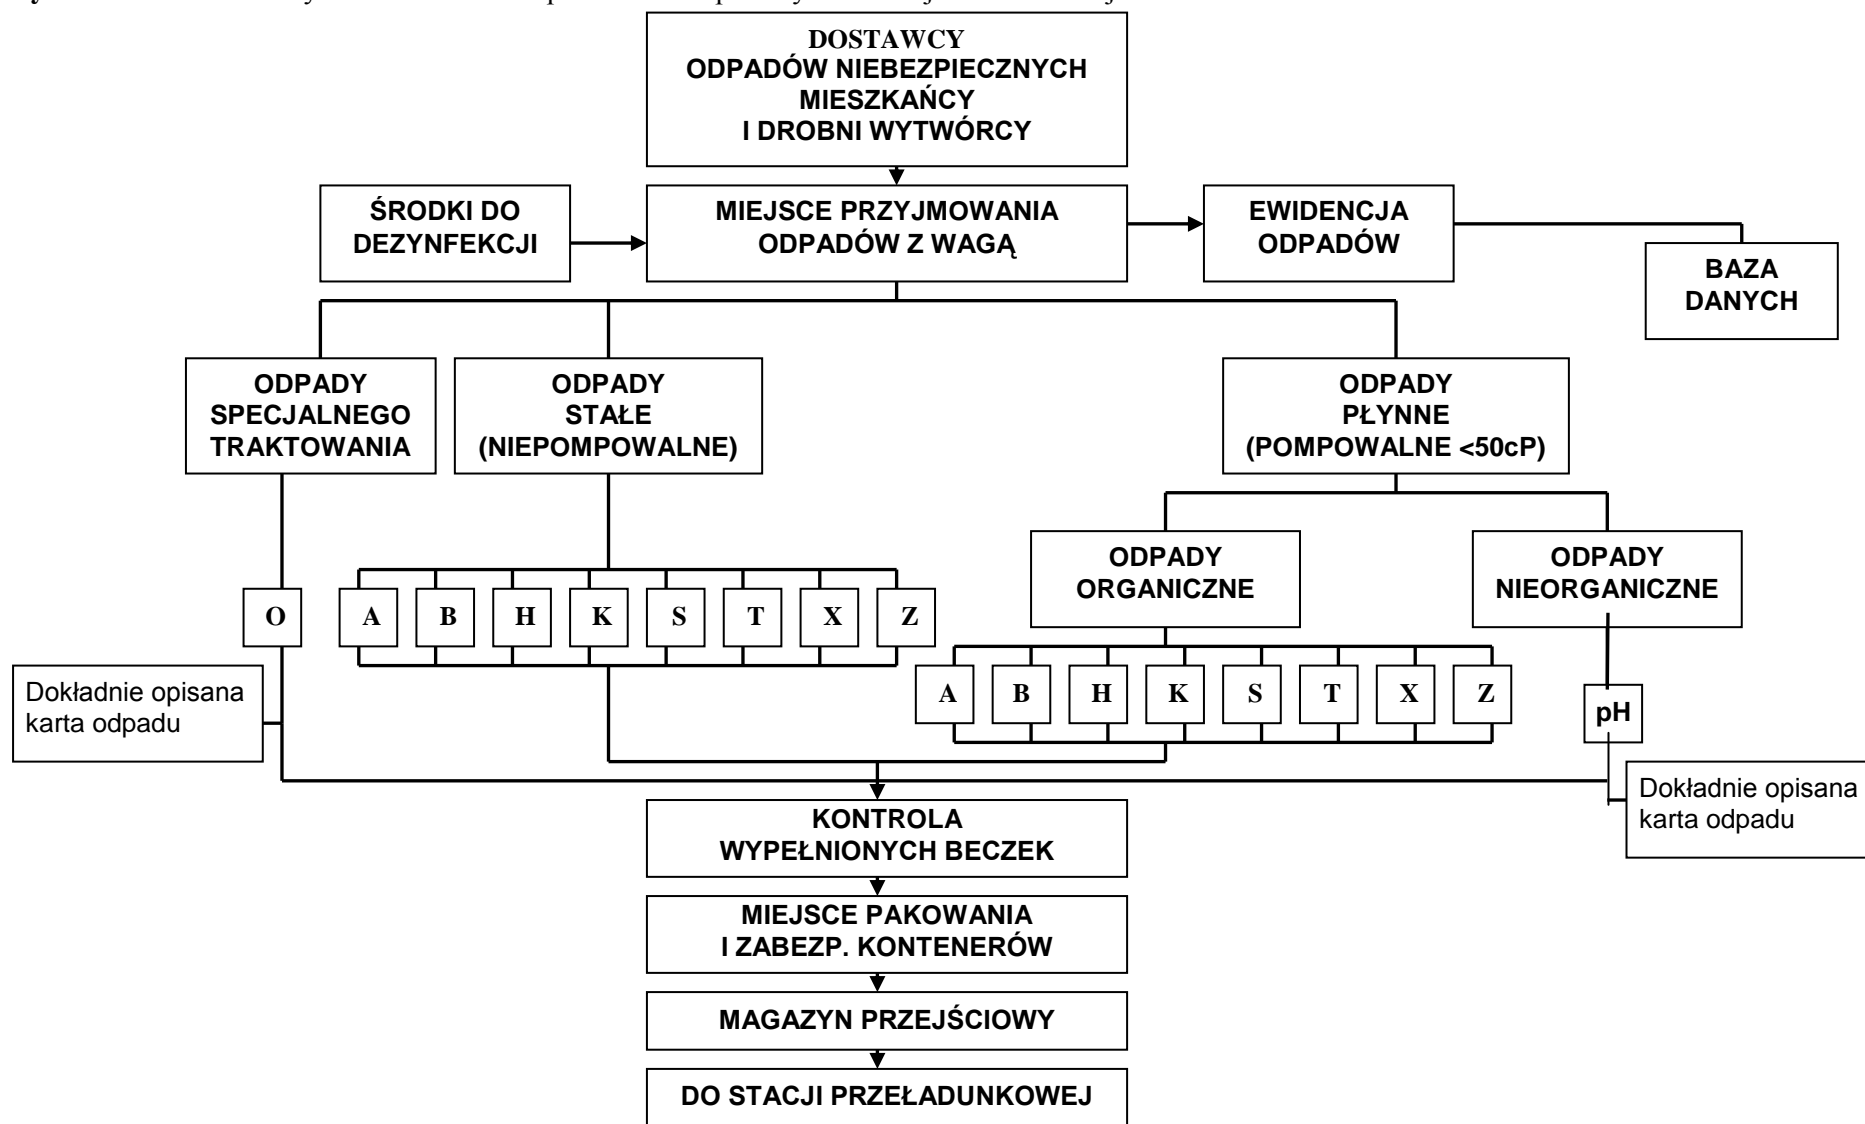 DOSTAWCY
ODPADÓW NIEBEZPIECZNYCH
MIESZKAŃCY
I DROBNI WYTWÓRCY
ŚRODKI DO
DEZYNFEKCJI
MIEJSCE PRZYJMOWANIA
ODPADÓW Z WAGĄ
EWIDENCJA
ODPADÓW
BAZA
DANYCH
ODPADY
SPECJALNEGO
TRAKTOWANIA
ODPADY
STAŁE
(NIEPOMPOWALNE)
ODPADY
PŁYNNE
(POMPOWALNE <50cP)
ODPADY
ORGANICZNE
ODPADY
NIEORGANICZNE
O
A B H K S T X Z
A B H K S T X Z
pH
Dokładnie opisana
karta odpadu
Dokładnie opisana
karta odpadu
KONTROLA
WYPEŁNIONYCH BECZEK
MIEJSCE PAKOWANIA
I ZABEZP. KONTENERÓW
MAGAZYN PRZEJŚCIOWY
DO STACJI PRZEŁADUNKOWEJ